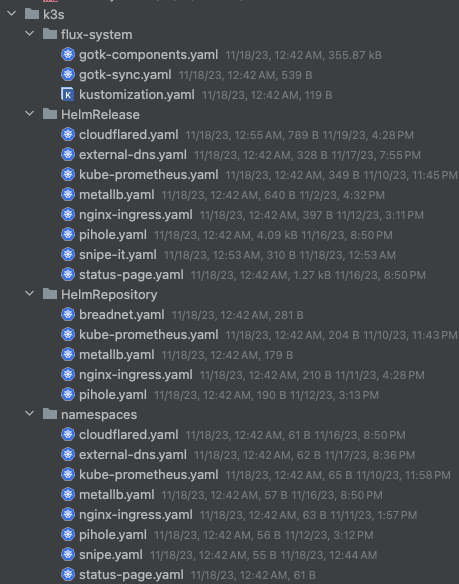 k3s
flux-system
gotk-components.yaml 11/18/23, 12:42 AM, 355.87 kB
gotk-sync.yaml 11/18/23, 12:42 AM, 539 B
kustomization.yaml 11/18/23, 12:42 AM, 119 B
HelmRelease
cloudflared.yaml 11/18/23, 12:55 AM, 789 B 11/19/23, 4:28 PM
external-dns.yaml 11/18/23, 12:42 AM, 328 B 11/17/23, 7:55 PM
kube-prometheus.yaml 11/18/23, 12:42 AM, 349 B 11/10/23, 11:45 PM
metallb.yaml 11/18/23, 12:42 AM, 640 B 11/2/23, 4:32 PM
nginx-ingress.yaml 11/18/23, 12:42 AM, 397 B 11/12/23, 3:11 PM
pihole.yaml 11/18/23, 12:42 AM, 4.09 kB 11/16/23, 8:50 PM
snipe-it.yaml 11/18/23, 12:53 AM, 310 B 11/18/23, 12:53 AM
status-page.yaml 11/18/23, 12:42 AM, 1.27 kB 11/16/23, 8:50 PM
HelmRepository
breadnet.yaml 11/18/23, 12:42 AM, 281 B
kube-prometheus.yaml 11/18/23, 12:42 AM, 204 B 11/10/23, 11:43 PM
metallb.yaml 11/18/23, 12:42 AM, 179 B
nginx-ingress.yaml 11/18/23, 12:42 AM, 210 B 11/11/23, 4:28 PM
pihole.yaml 11/18/23, 12:42 AM, 190 B 11/12/23, 3:13 PM
namespaces
cloudflared.yaml 11/18/23, 12:42 AM, 61 B 11/16/23, 8:50 PM
external-dns.yaml 11/18/23, 12:42 AM, 62 B 11/17/23, 8:36 PM
kube-prometheus.yaml 11/18/23, 12:42 AM, 65 B 11/10/23, 11:58 PM
metallb.yaml 11/18/23, 12:42 AM, 57 B 11/16/23, 8:50 PM
nginx-ingress.yaml 11/18/23, 12:42 AM, 63 B 11/11/23, 1:57 PM
pihole.yaml 11/18/23, 12:42 AM, 56 B 11/12/23, 3:12 PM
snipe.yaml 11/18/23, 12:42 AM, 55 B 11/18/23, 12:44 AM
status-page.yaml 11/18/23, 12:42 AM, 61 B